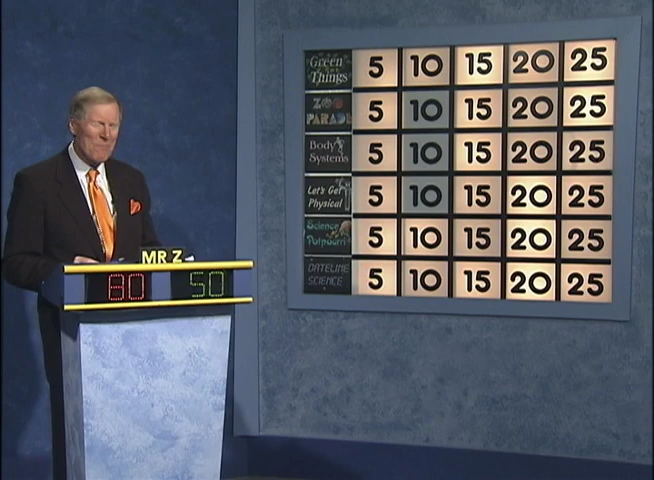 Green
Things
5 10 15 20 25
ZOO
PARADE
5 10 15 20 25
Body
Systems
5 10 15 20 25
Let's Get
Physical
5 10 15 20 25
Science
Potpourri
5 10 15 20 25
DATELINE
SCIENCE
5 10 15 20 25
MR Z
80 50